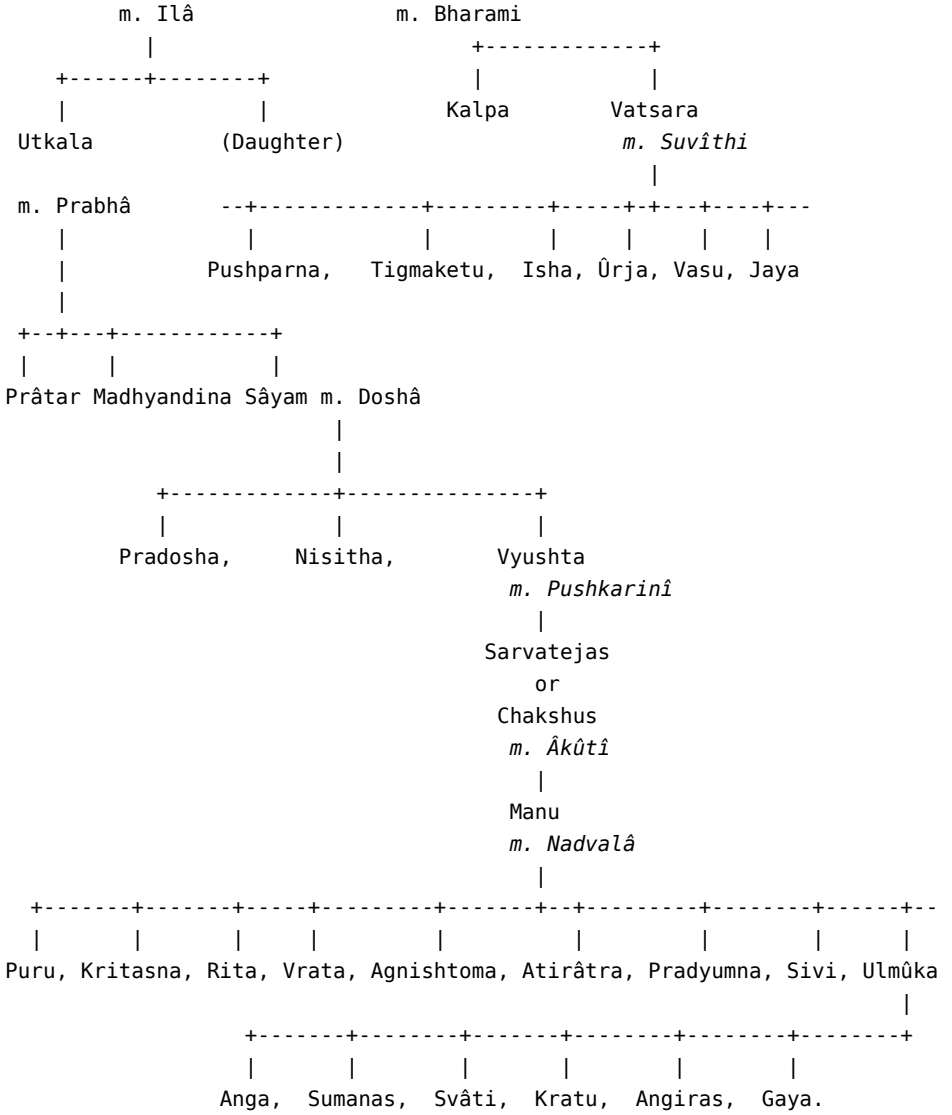 m. Ilâ m. Bharami
Kalpa Vatsara
Utkala (Daughter) m. Suvîthi
m. Prabhâ
Pushparna, Tigmaketu, Isha, Ûrja, Vasu, Jaya
Prâtar Madhyandina Sâyam m. Doshâ
Pradosha, Nisitha, Vyushta
m. Pushkarinî
Sarvatejas
or
Chakshus
m. Âkûtî
Manu
m. Nadvalâ
Puru, Kritasna, Rita, Vrata, Agnishtoma, Atirâtra, Pradyumna, Sivi, Ulmûka
Anga, Sumanas, Svâti, Kratu, Angiras, Gaya.